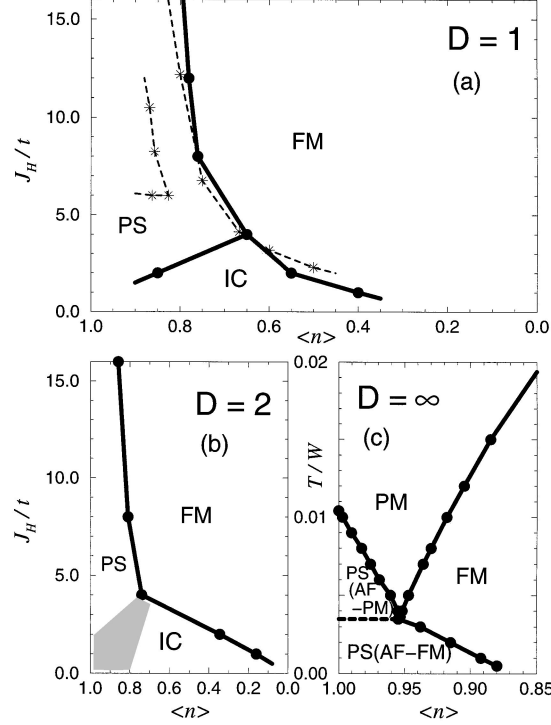 15.0
10.0
5.0
0.0
J_H / t
D = 1
(a)
FM
PS
IC
1.0 0.8 0.6 0.4 0.2 0.0
<n>
15.0
10.0
5.0
0.0
J_H / t
D = 2
(b)
FM
PS
IC
1.0 0.8 0.6 0.4 0.2 0.0
<n>
0.02
0.01
0.00
T / W
D = ∞
(c)
PM
FM
PS
(AF
−PM)
PS(AF−FM)
1.00 0.95 0.90 0.85
<n>